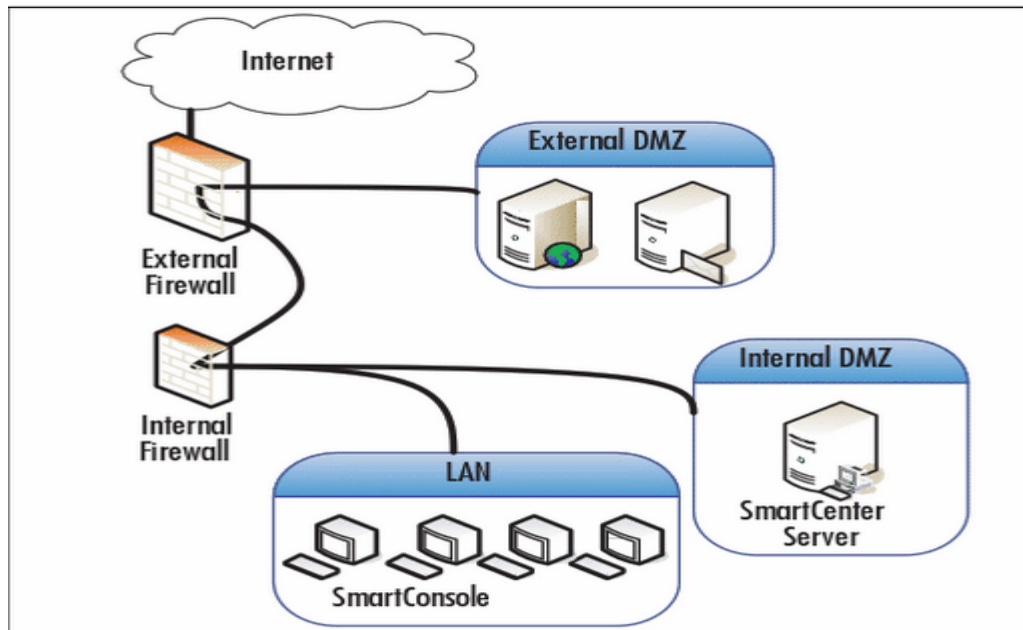 Internet
External DMZ
External
Firewall
Internal DMZ
Internal
Firewall
LAN
SmartCenter
Server
SmartConsole